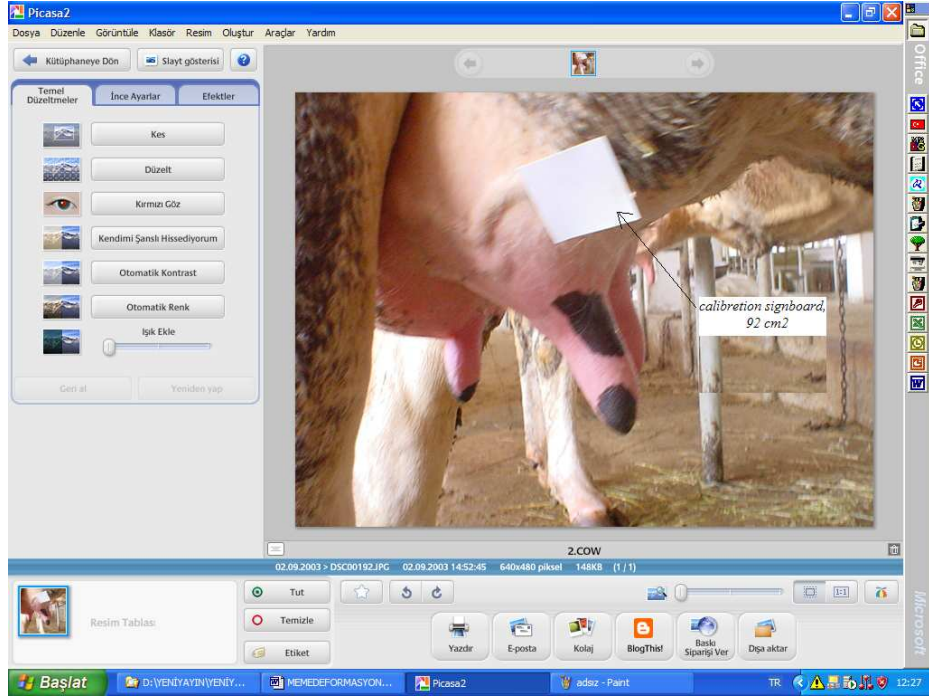 Picasa2
Dosya Düzenle Görüntüle Klasör Resim Oluştur Araçlar Yardım
Kütüphaneye Dön Slayt gösterisi
Temel Düzeltmeler İnce Ayarlar Efektler
Kes
Düzelt
Kırmızı Göz
Kendimi Şanslı Hissediyorum
Otomatik Kontrast
Otomatik Renk
Işık Ekle
Geri al Yeniden yap
calibretion signboard,
92 cm2
2.COW
02.09.2003 > DSC00192.JPG 02.09.2003 14:52:45 640x480 piksel 148KB (1 / 1)
Resim Tablası
Tut
Temizle
Etiket
Yazdır E-posta Kolaj BlogThis! Baskı Siparişi Ver Dışa aktar
1:1
Office
Microsoft
Başlat D:\YENİYAYIN\YENİY... MEMEDEFORMASYON... Picasa2 adsız - Paint TR 12:27